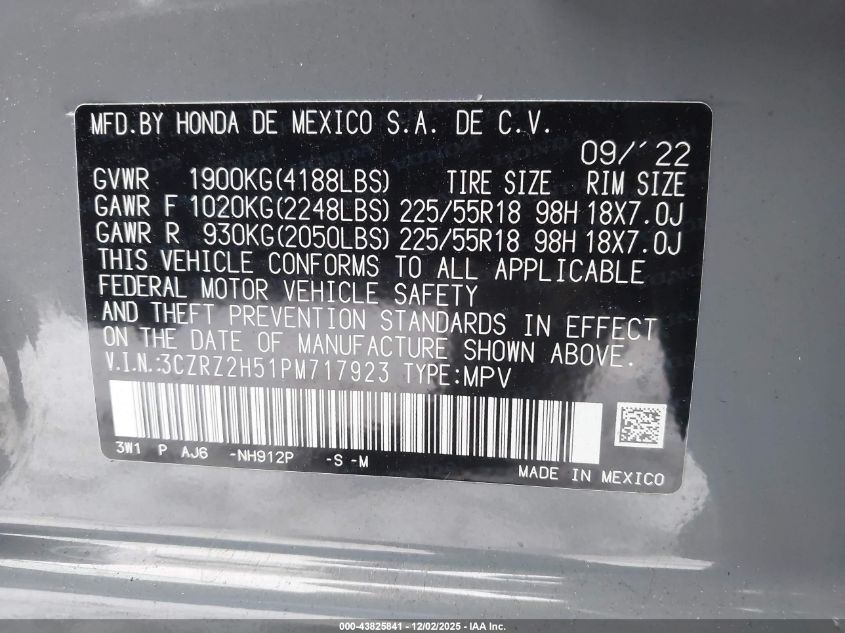 MFD.BY HONDA DE MEXICO S.A. DE C.V.
09/´22
GVWR 1900KG(4188LBS) TIRE SIZE RIM SIZE
GAWR F 1020KG(2248LBS) 225/55R18 98H 18X7.0J
GAWR R 930KG(2050LBS) 225/55R18 98H 18X7.0J
THIS VEHICLE CONFORMS TO ALL APPLICABLE
FEDERAL MOTOR VEHICLE SAFETY
AND THEFT PREVENTION STANDARDS IN EFFECT
ON THE DATE OF MANUFACTURE SHOWN ABOVE.
V.I.N.:3CZRZ2H51PM717923 TYPE:MPV
3W1 P AJ6 -NH912P -S -M
MADE IN MEXICO
000-43825841 - 12/02/2025 - IAA Inc.